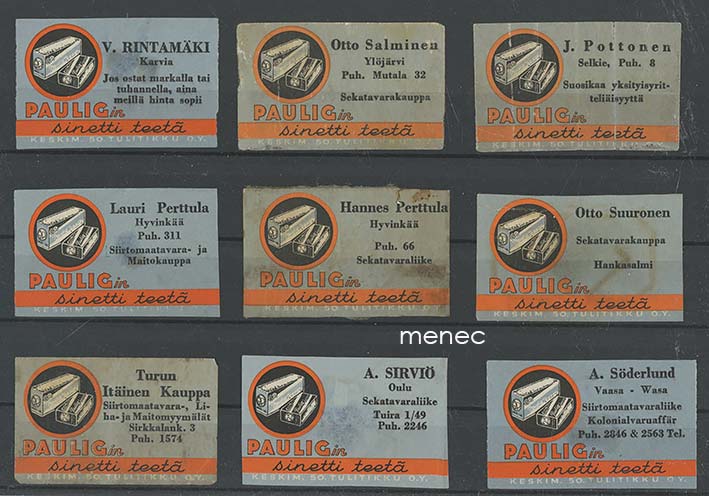 V. RINTAMÄKI
Karvia
Jos ostat markalla tai
tuhannella, aina
meillä hinta sopii
PAULIGin
sinetti teetä
KESKIM. 50. TULITIKKU O.Y.
Otto Salminen
Ylöjärvi
Puh. Mutala 32
Sekatavarakauppa
PAULIGin
sinetti teetä
KESKIM. 50. TULITIKKU O.Y.
J. Pottonen
Selkie, Puh. 8
Suosikaa yksityisyrit-
teliäisyyttä
PAULIGin
sinetti teetä
KESKIM. 50. TULITIKKU O.Y.
Lauri Perttula
Hyvinkää
Puh. 311
Siirtomaatavara- ja
Maitokauppa
PAULIGin
sinetti teetä
KESKIM. 50. TULITIKKU O.Y.
Hannes Perttula
Hyvinkää
Puh. 66
Sekatavaraliike
PAULIGin
sinetti teetä
KESKIM. 50. TULITIKKU O.Y.
Otto Suuronen
Sekatavarakauppa
Hankasalmi
PAULIGin
sinetti teetä
KESKIM. 50. TULITIKKU O.Y.
menec
Turun
Itäinen Kauppa
Siirtomaatavara-, Li-
ha- ja Maitomyymälät
Sirkkalank. 3
Puh. 1574
PAULIGin
sinetti teetä
KESKIM. 50. TULITIKKU O.Y.
A. SIRVIÖ
Oulu
Sekatavaraliike
Tuira 1/49
Puh. 2246
PAULIGin
sinetti teetä
KESKIM. 50. TULITIKKU O.Y.
A. Söderlund
Vaasa - Wasa
Siirtomaatavaraliike
Kolonialvaruaffär
Puh. 2846 & 2563 Tel.
PAULIGin
sinetti teetä
KESKIM. 50. TULITIKKU O.Y.